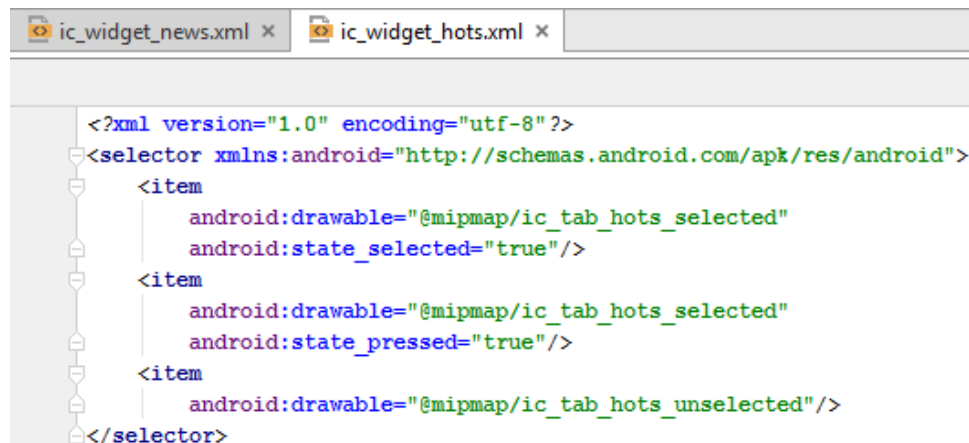 ic_widget_news.xml × ic_widget_hots.xml ×
<?xml version="1.0" encoding="utf-8"?>
<selector xmlns:android="http://schemas.android.com/apk/res/android">
    <item
        android:drawable="@mipmap/ic_tab_hots_selected"
        android:state_selected="true"/>
    <item
        android:drawable="@mipmap/ic_tab_hots_selected"
        android:state_pressed="true"/>
    <item
        android:drawable="@mipmap/ic_tab_hots_unselected"/>
</selector>